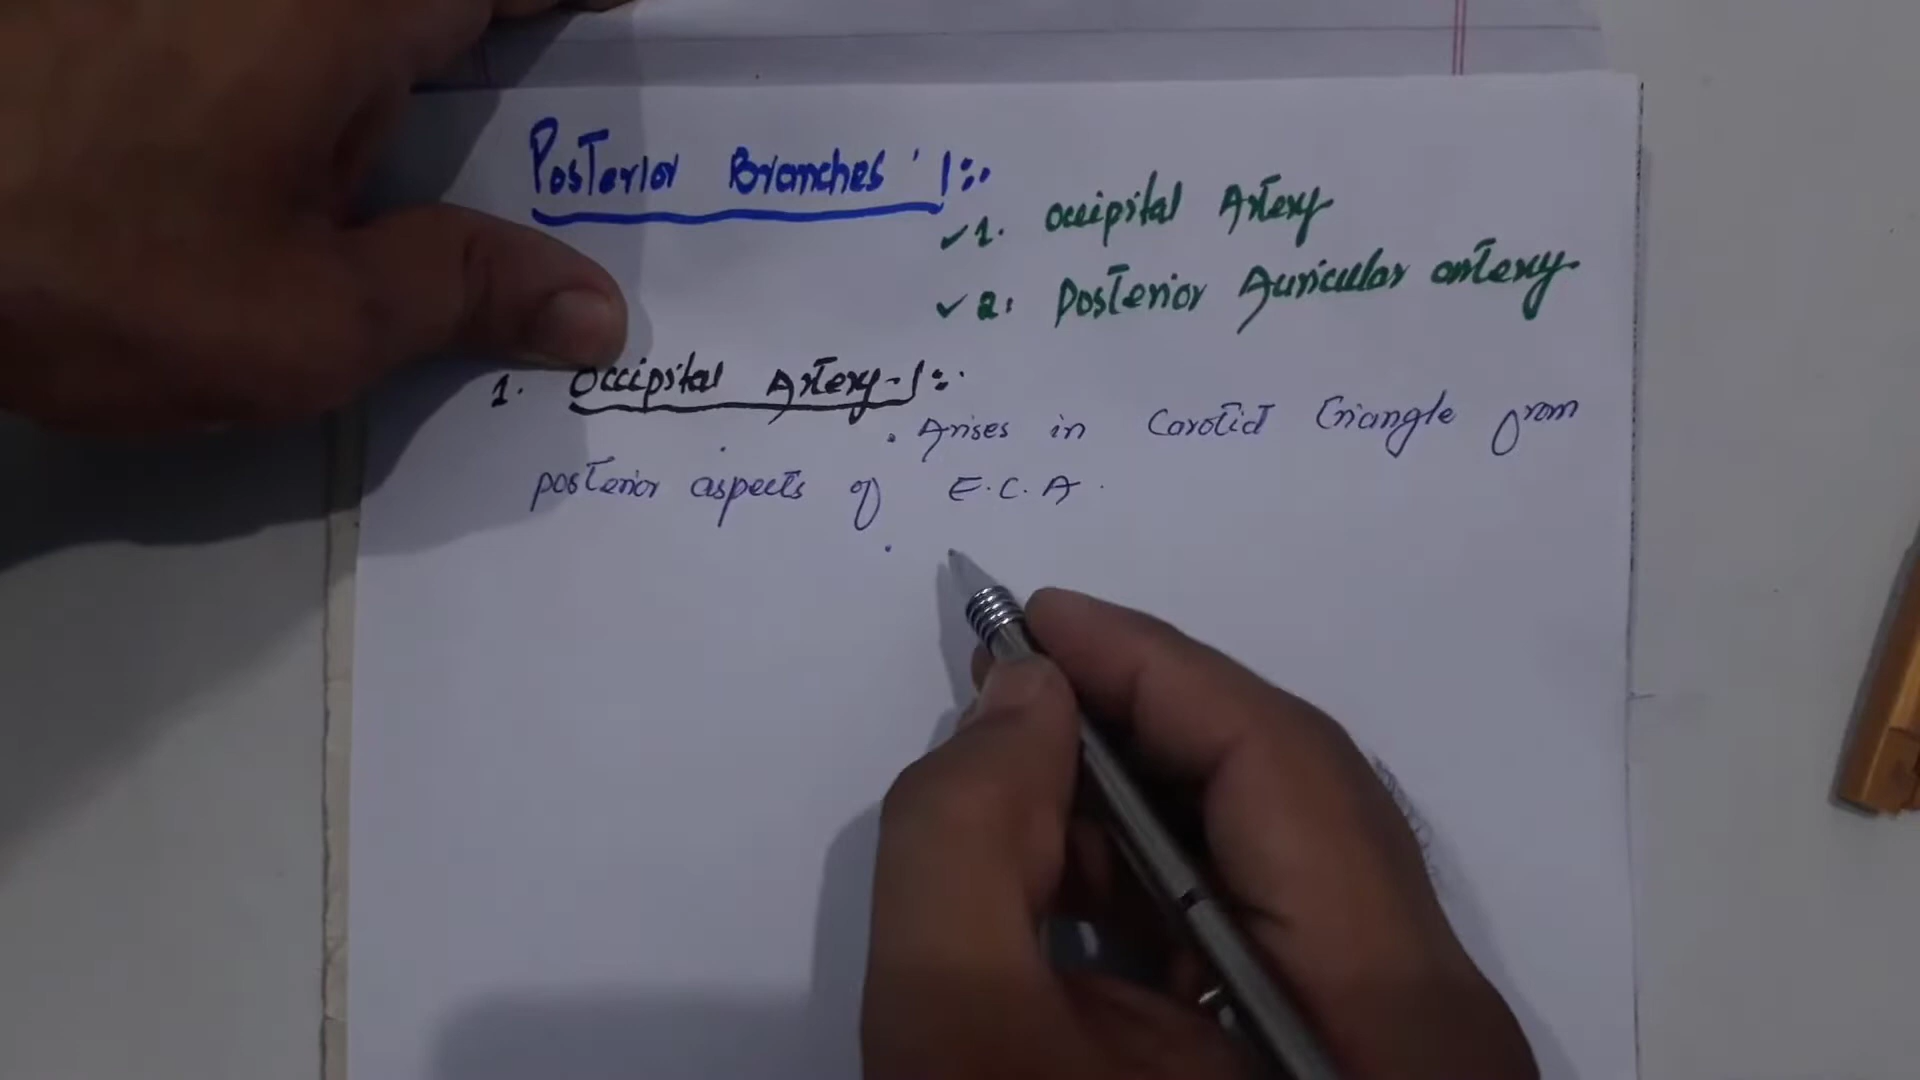 Posterior Branches :-
✓1. Occipital Artery
✓2. Posterior Auricular artery
1. Occipital Artery :-
. Arises in Carotid triangle from
posterior aspects of E.C.A.
.